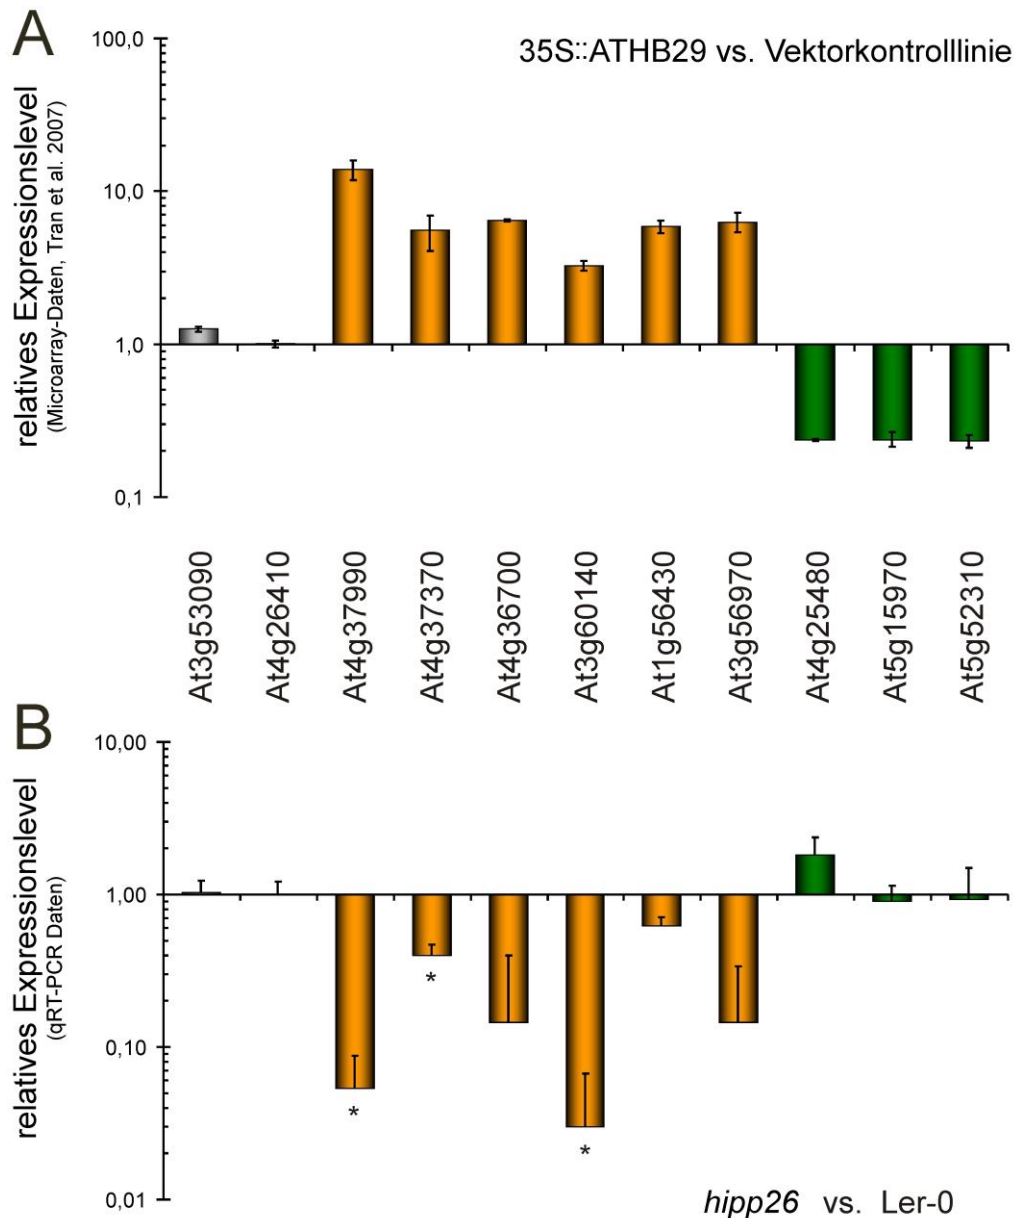 A
35S::ATHB29 vs. Vektorkontrolllinie
relatives Expressionslevel
(Microarray-Daten, Tran et al. 2007)
100,0
10,0
1,0
0,1
At3g53090
At4g26410
At4g37990
At4g37370
At4g36700
At3g60140
At1g56430
At3g56970
At4g25480
At5g15970
At5g52310
B
relatives Expressionslevel
(qRT-PCR Daten)
10,00
1,00
0,10
0,01
*
*
*
hipp26 vs. Ler-0